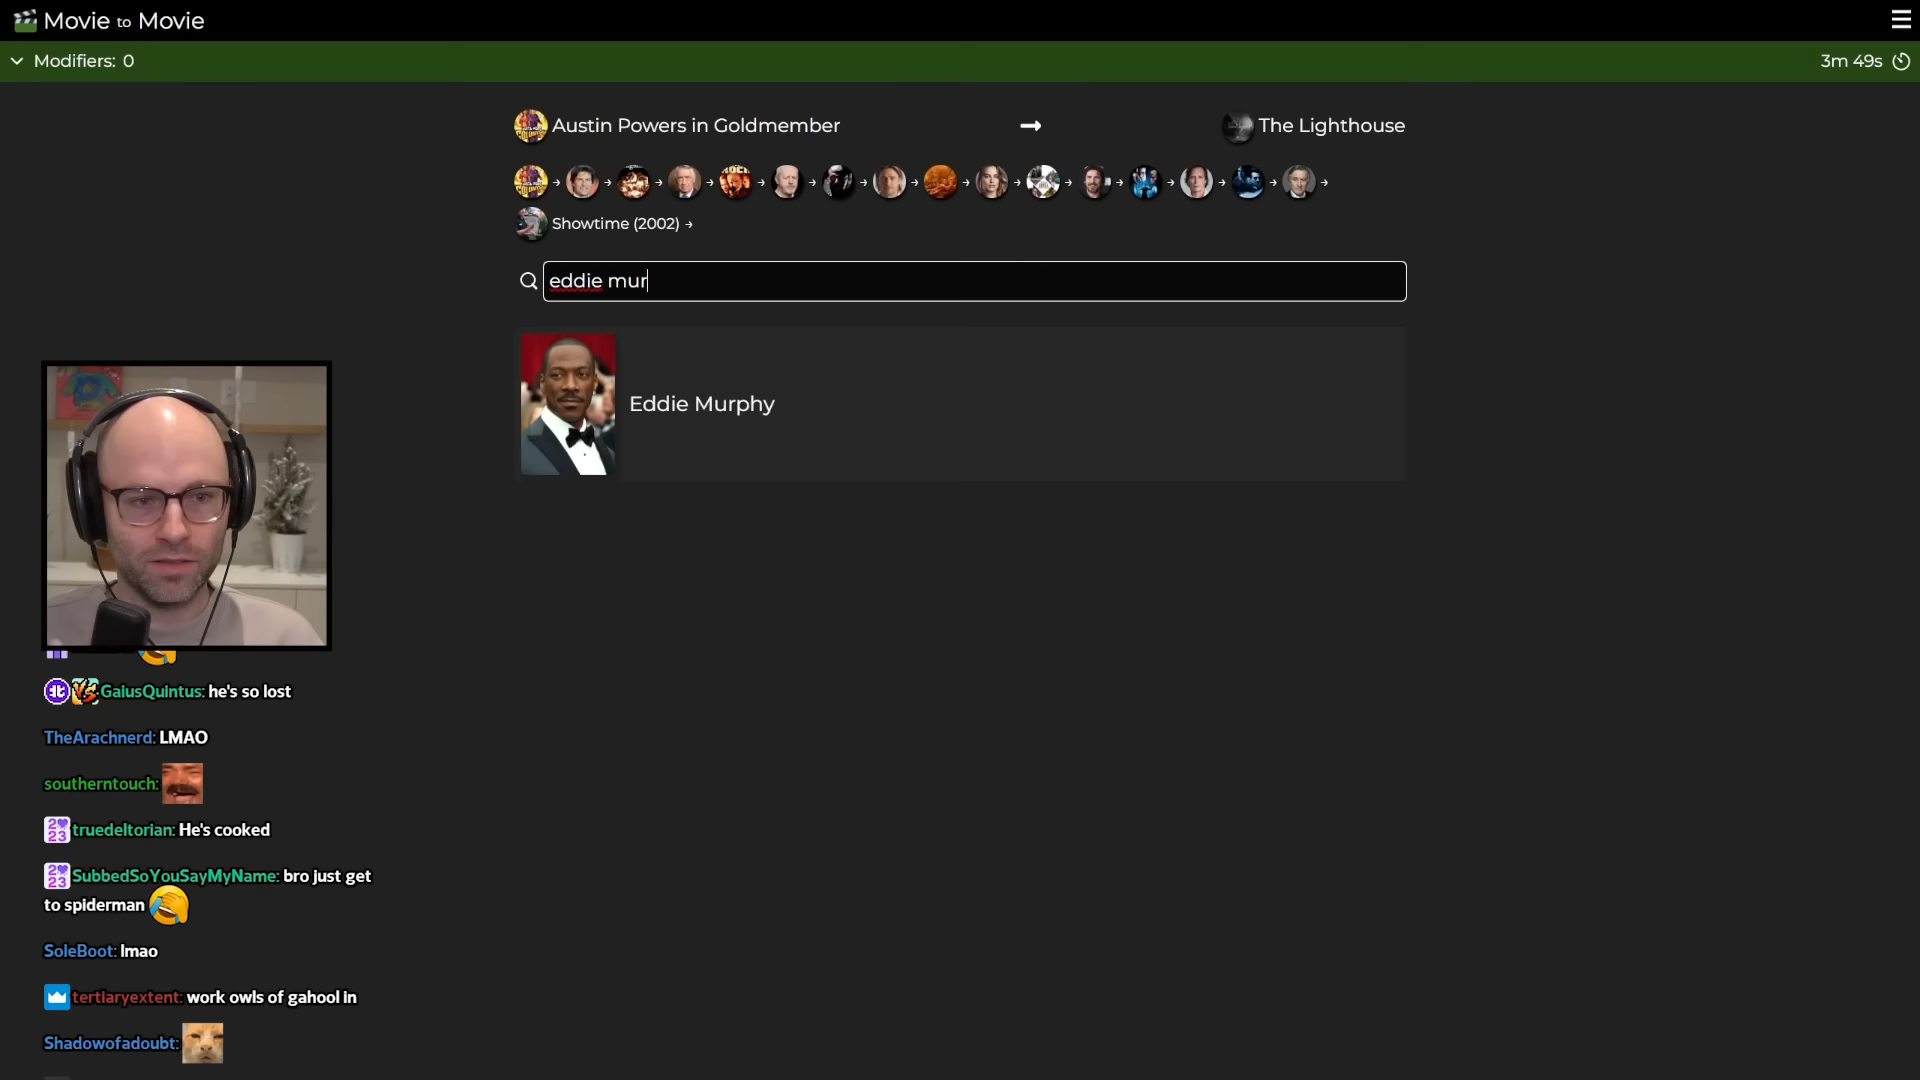 Movie to Movie
Modifiers: 0
3m 49s
Austin Powers in Goldmember → The Lighthouse
Showtime (2002) →
eddie mur
Eddie Murphy
GaiusQuintus: he's so lost
TheArachnerd: LMAO
southerntouch:
truedeltorian: He's cooked
SubbedSoYouSayMyName: bro just get
to spiderman
SoleBoot: lmao
tertiaryextent: work owls of gahool in
Shadowofadoubt: